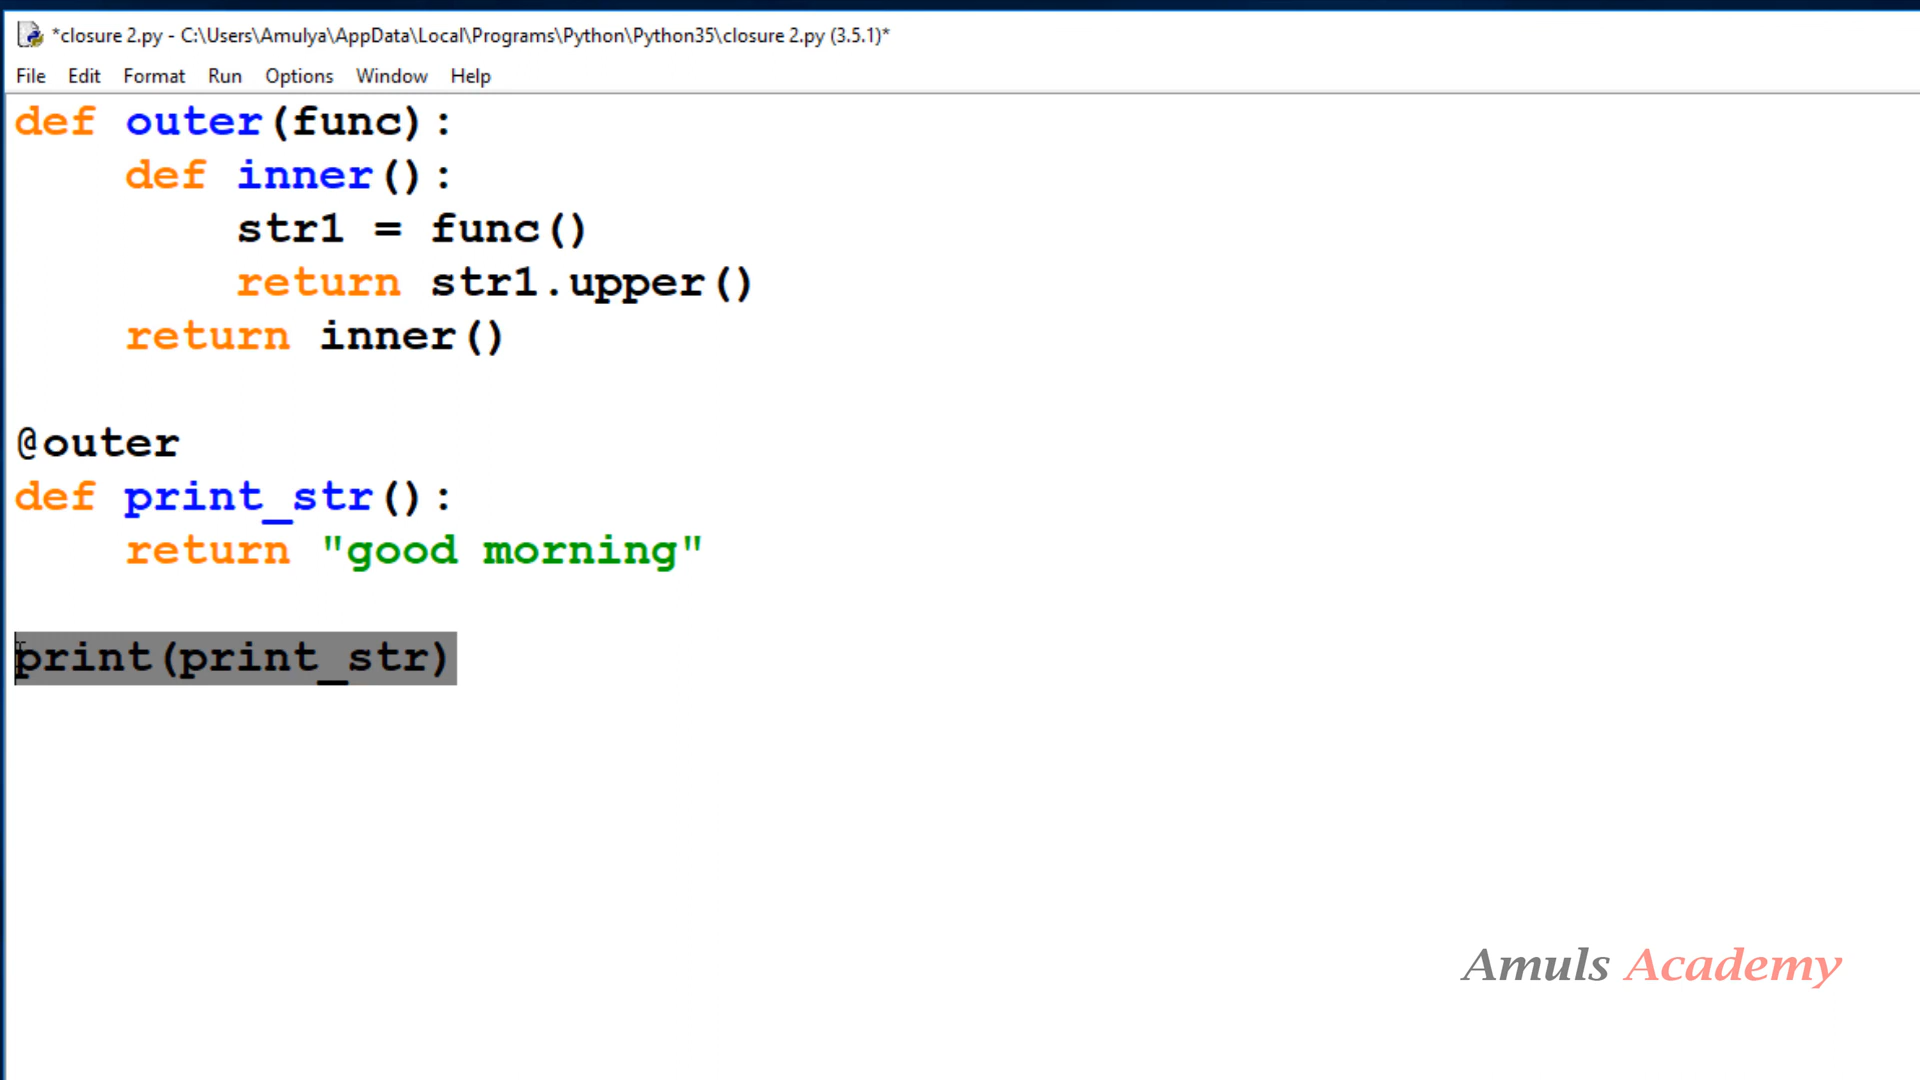 *closure 2.py - C:\Users\Amulya\AppData\Local\Programs\Python\Python35\closure 2.py (3.5.1)*
File Edit Format Run Options Window Help
def outer(func):
    def inner():
        str1 = func()
        return str1.upper()
    return inner()
@outer
def print_str():
    return "good morning"
print(print_str)
Amuls Academy